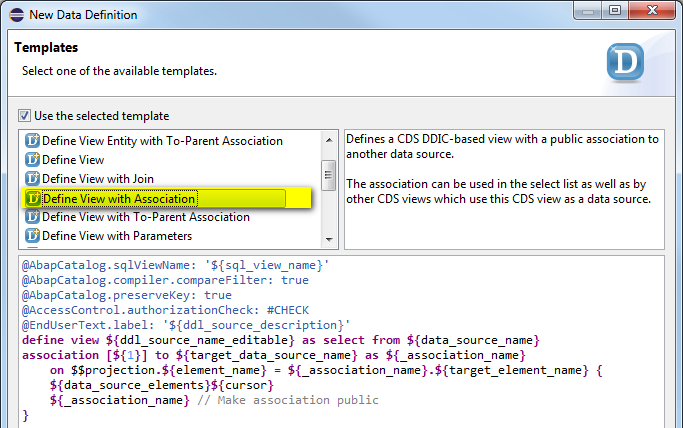 New Data Definition
Templates
Select one of the available templates.
D
Use the selected template
Define View Entity with To-Parent Association
Define View
Define View with Join
Define View with Association
Define View with To-Parent Association
Define View with Parameters
Defines a CDS DDIC-based view with a public association to
another data source.
The association can be used in the select list as well as by
other CDS views which use this CDS view as a data source.
@AbapCatalog.sqlViewName: '${sql_view_name}'
@AbapCatalog.compiler.compareFilter: true
@AbapCatalog.preserveKey: true
@AccessControl.authorizationCheck: #CHECK
@EndUserText.label: '${ddl_source_description}'
define view ${ddl_source_name_editable} as select from ${data_source_name}
association [${1}] to ${target_data_source_name} as ${_association_name}
    on $$projection.${element_name} = ${_association_name}.${target_element_name} {
    ${data_source_elements}${cursor}
    ${_association_name} // Make association public
}